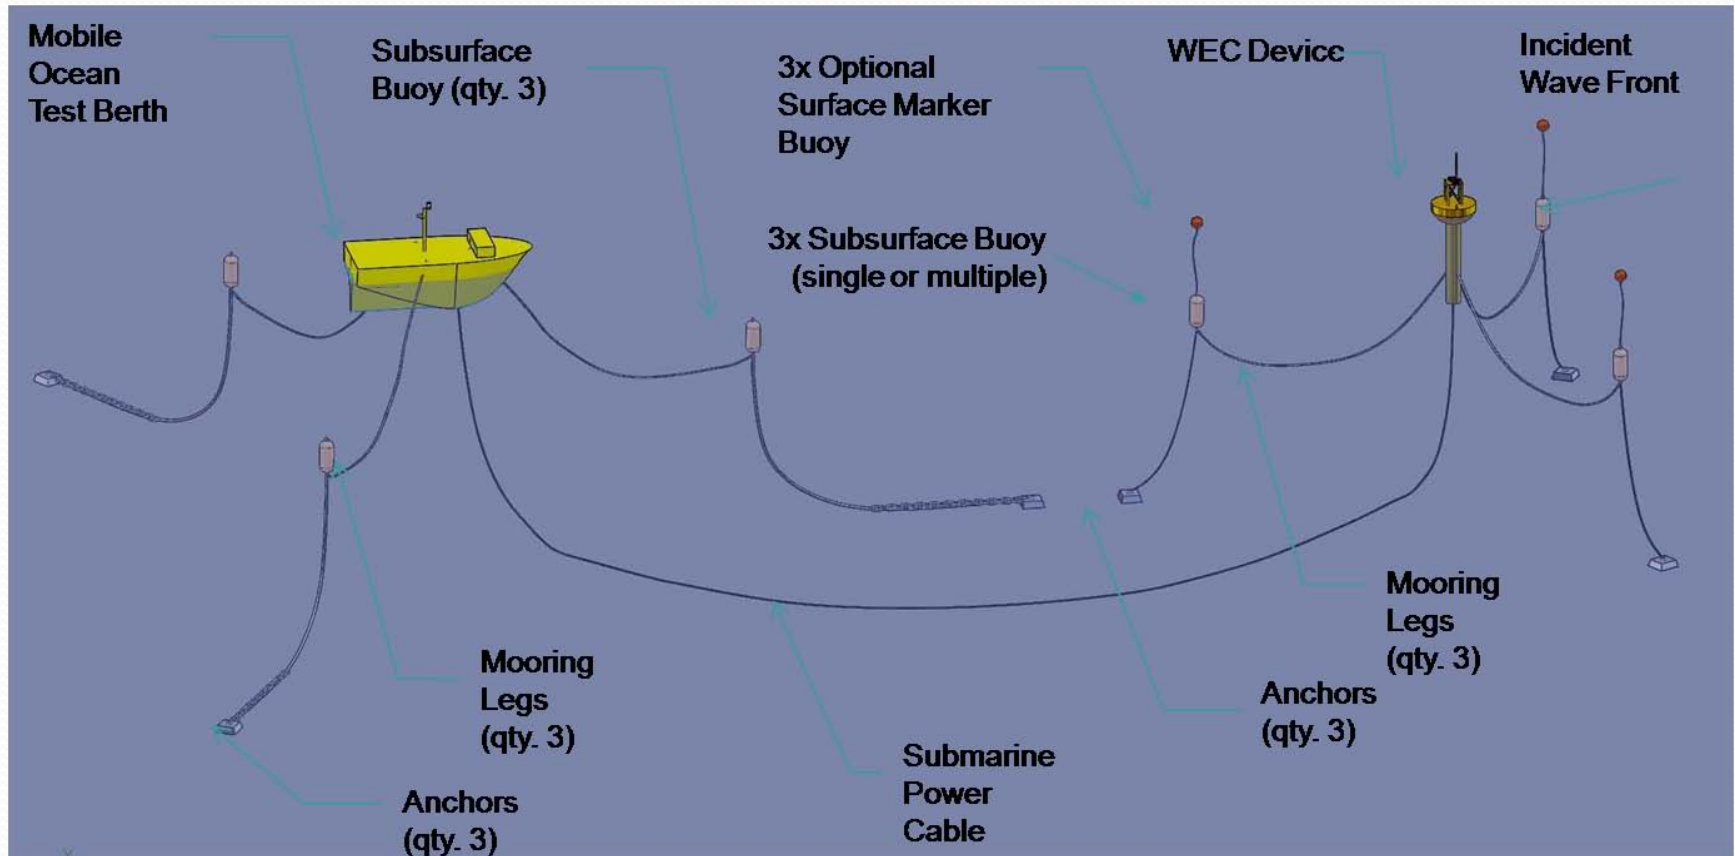 Mobile
Ocean
Test Berth
Subsurface
Buoy (qty. 3)
3x Optional
Surface Marker
Buoy
WEC Device
Incident
Wave Front
3x Subsurface Buoy
(single or multiple)
Mooring
Legs
(qty. 3)
Mooring
Legs
(qty. 3)
Anchors
(qty. 3)
Submarine
Power
Cable
Anchors
(qty. 3)